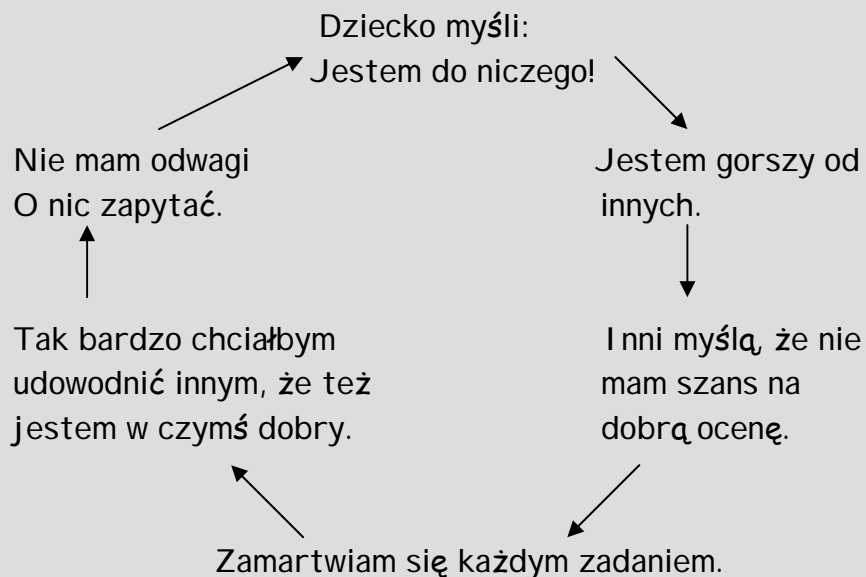 Dziecko myśli:
Jestem do niczego!
Jestem gorszy od
innych.
Inni myślą, że nie
mam szans na
dobrą ocenę.
Zamartwiam się każdym zadaniem.
Tak bardzo chciałbym
udowodnić innym, że też
jestem w czymś dobry.
Nie mam odwagi
O nic zapytać.